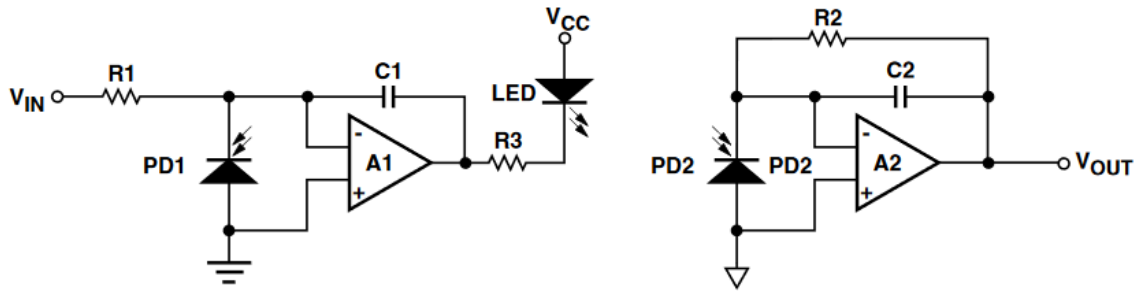 VCC
R1
C1
LED
VIN
R3
PD1
-
A1
+
R2
C2
PD2
PD2
-
A2
+
VOUT